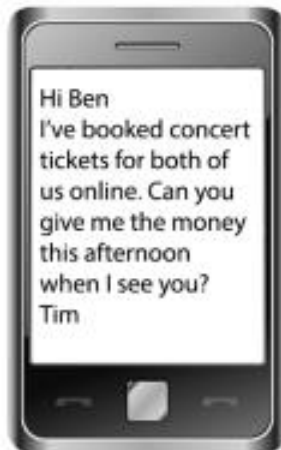 Hi Ben
I've booked concert
tickets for both of
us online. Can you
give me the money
this afternoon
when I see you?
Tim